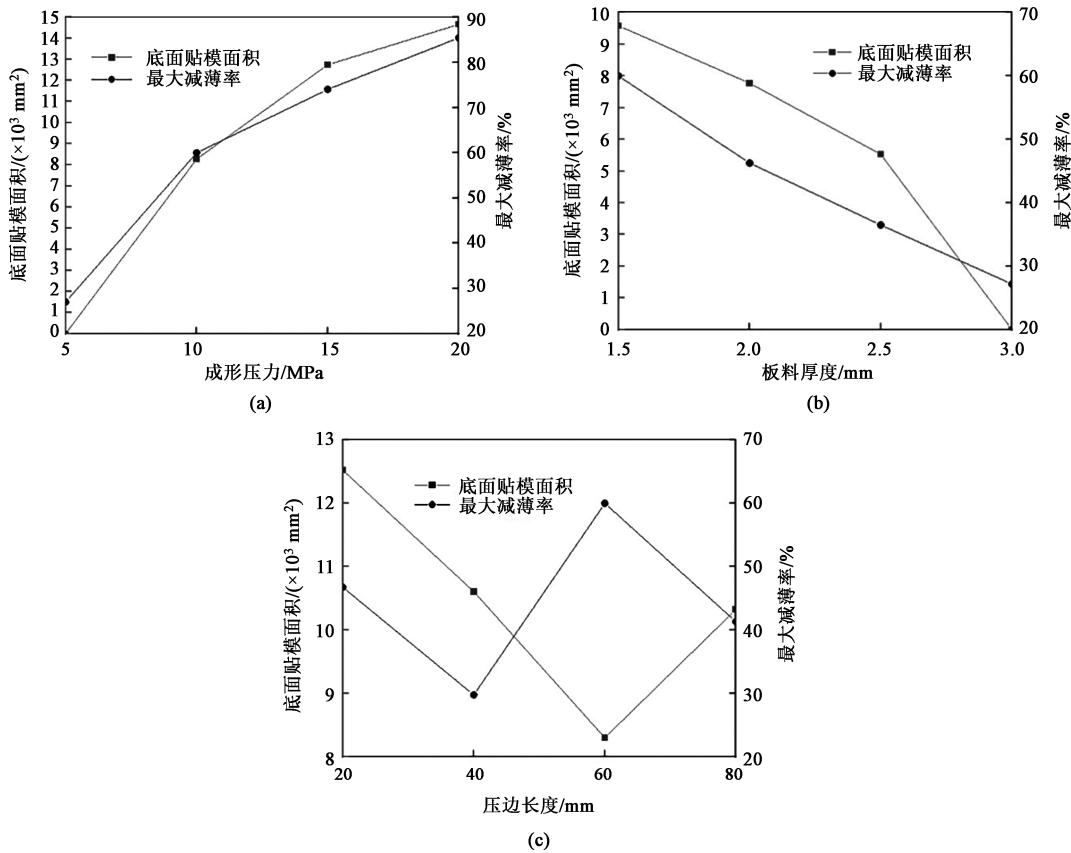 底面贴模面积/(×10³ mm²)
15
14
13
12
11
10
9
8
7
6
5
4
3
2
1
0
底面贴模面积
最大减薄率
90
80
70
60
50
40
30
20
最大减薄率/%
5 10 15 20
成形压力/MPa
(a)
底面贴模面积/(×10³ mm²)
10
9
8
7
6
5
4
3
2
1
0
底面贴模面积
最大减薄率
70
60
50
40
30
20
最大减薄率/%
1.5 2.0 2.5 3.0
板料厚度/mm
(b)
底面贴模面积/(×10³ mm²)
13
12
11
10
9
8
底面贴模面积
最大减薄率
70
60
50
40
30
20
最大减薄率/%
20 40 60 80
压边长度/mm
(c)